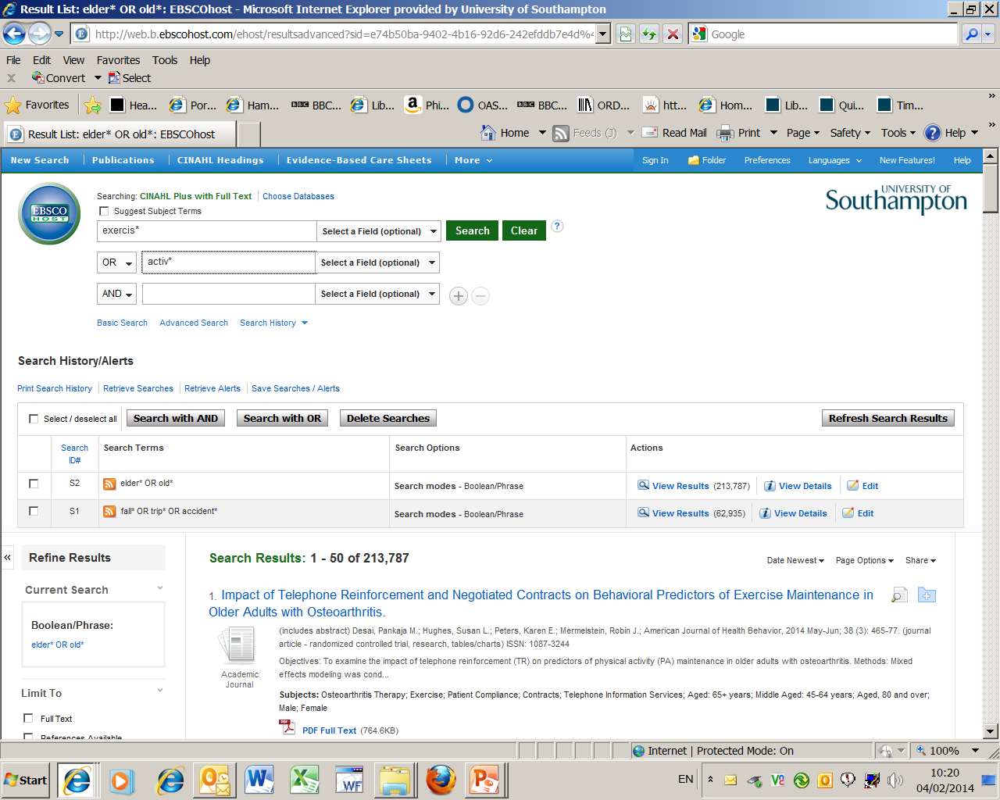 Result List: elder* OR old*: EBSCOhost - Microsoft Internet Explorer provided by University of Southampton
http://web.b.ebscohost.com/ehost/resultsadvanced?sid=e74b50ba-9402-4b16-92d6-242efddb7e4d%4
Google
File Edit View Favorites Tools Help
x Convert Select
Favorites Hea... Por... Ham... BBC BBC... Lib... Phi... OAS... BBC BBC... ORD... htt... Hom... Lib... Qui... Tim... »
Result List: elder* OR old*: EBSCOhost Home Feeds (J) Read Mail Print Page Safety Tools Help »
New Search Publications CINAHL Headings Evidence-Based Care Sheets More Sign In Folder Preferences Languages New Features! Help
EBSCO HOST
UNIVERSITY OF
Southampton
Searching: CINAHL Plus with Full Text Choose Databases
Suggest Subject Terms
exercis* Select a Field (optional) Search Clear ?
OR activ* Select a Field (optional)
AND Select a Field (optional)
Basic Search Advanced Search Search History
Search History/Alerts
Print Search History Retrieve Searches Retrieve Alerts Save Searches / Alerts
Select / deselect all Search with AND Search with OR Delete Searches Refresh Search Results
Search ID# Search Terms Search Options Actions
S2 elder* OR old* Search modes - Boolean/Phrase View Results (213,787) View Details Edit
S1 fall* OR trip* OR accident* Search modes - Boolean/Phrase View Results (62,935) View Details Edit
«
Refine Results
Current Search
Boolean/Phrase:
elder* OR old*
Limit To
Full Text
References Available
Search Results: 1 - 50 of 213,787
Date Newest Page Options Share
1. Impact of Telephone Reinforcement and Negotiated Contracts on Behavioral Predictors of Exercise Maintenance in
Older Adults with Osteoarthritis.
Academic
Journal
(includes abstract) Desai, Pankaja M.; Hughes, Susan L.; Peters, Karen E.; Mermelstein, Robin J.; American Journal of Health Behavior, 2014 May-Jun; 38 (3): 465-77. (journal
article - randomized controlled trial, research, tables/charts) ISSN: 1087-3244
Objectives: To examine the impact of telephone reinforcement (TR) on predictors of physical activity (PA) maintenance in older adults with osteoarthritis. Methods: Mixed
effects modeling was cond...
Subjects: Osteoarthritis Therapy; Exercise; Patient Compliance; Contracts; Telephone Information Services; Aged: 65+ years; Middle Aged: 45-64 years; Aged, 80 and over;
Male; Female
PDF Full Text (764.6KB)
Internet | Protected Mode: On 100%
Start EN 10:20
04/02/2014